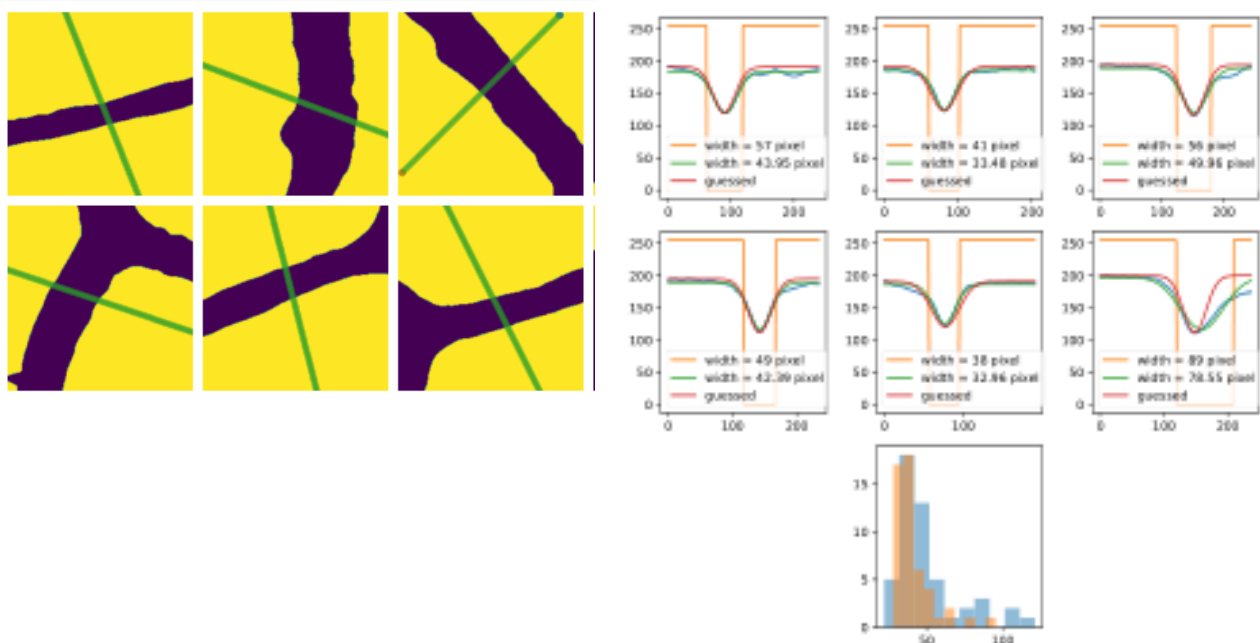 250
200
150
100
50
0
width = 57 pixel
width = 43.95 pixel
guessed
0 100 200
250
200
150
100
50
0
width = 41 pixel
width = 33.48 pixel
guessed
0 100 200
250
200
150
100
50
0
width = 56 pixel
width = 49.96 pixel
guessed
0 100 200
250
200
150
100
50
0
width = 49 pixel
width = 42.39 pixel
guessed
0 100 200
250
200
150
100
50
0
width = 38 pixel
width = 32.96 pixel
guessed
0 100
250
200
150
100
50
0
width = 89 pixel
width = 78.55 pixel
guessed
0 100 200
15
10
5
0
50 100